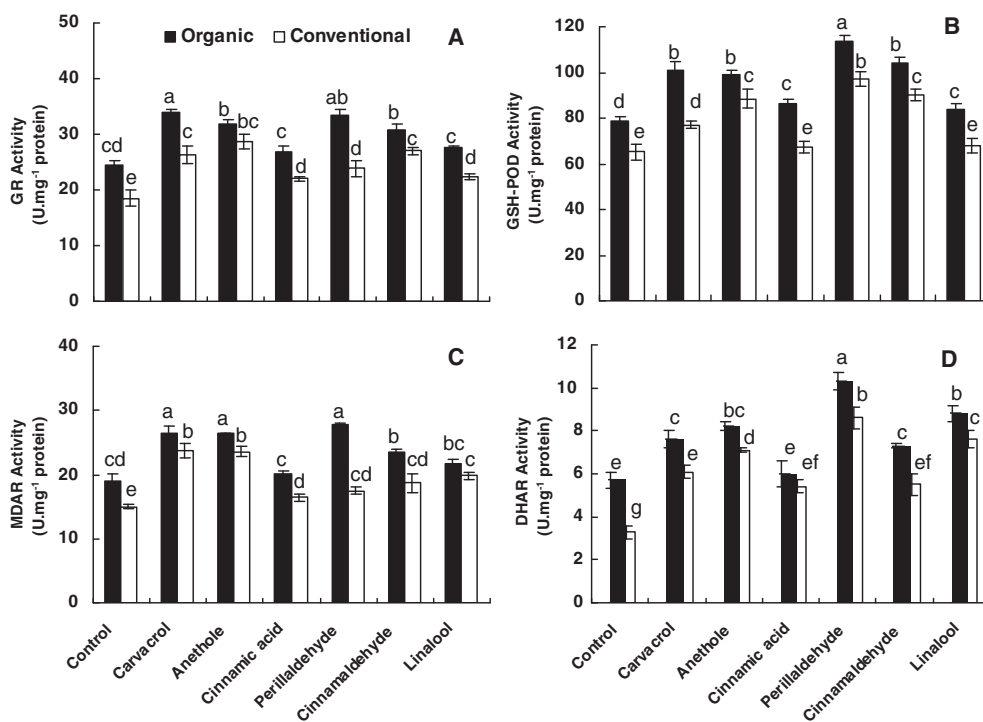 50
40
30
20
10
0
GR Activity
(U.mg⁻¹ protein)
Organic Conventional
A
cd e a c b bc c d ab d b c c d
120
100
80
60
40
20
0
GSH-POD Activity
(U.mg⁻¹ protein)
B
d e b d b c c e a b b c c e
40
30
20
10
0
MDAR Activity
(U.mg⁻¹ protein)
C
cd e a b a b c d a cd b cd bc c
Control Carvacrol Anethole Cinnamic acid Perillaldehyde Cinnamaldehyde Linalool
12
10
8
6
4
2
0
DHAR Activity
(U.mg⁻¹ protein)
D
e g c e bc d e ef a b c ef b c
Control Carvacrol Anethole Cinnamic acid Perillaldehyde Cinnamaldehyde Linalool